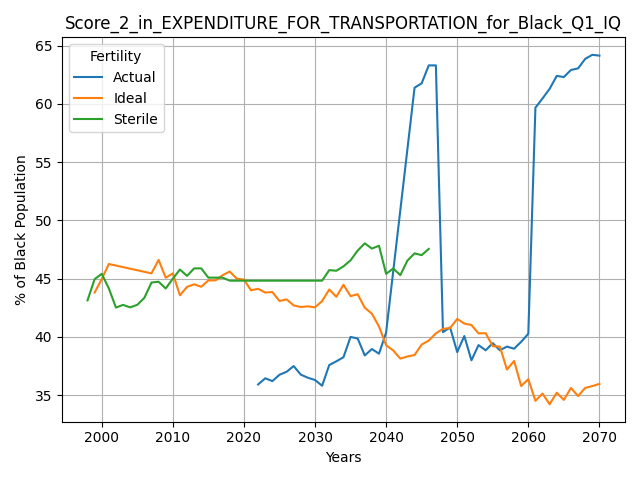 Score_2_in_EXPENDITURE_FOR_TRANSPORTATION_for_Black_Q1_IQ
Fertility
Actual
Ideal
Sterile
% of Black Population
65
60
55
50
45
40
35
2000 2010 2020 2030 2040 2050 2060 2070
Years